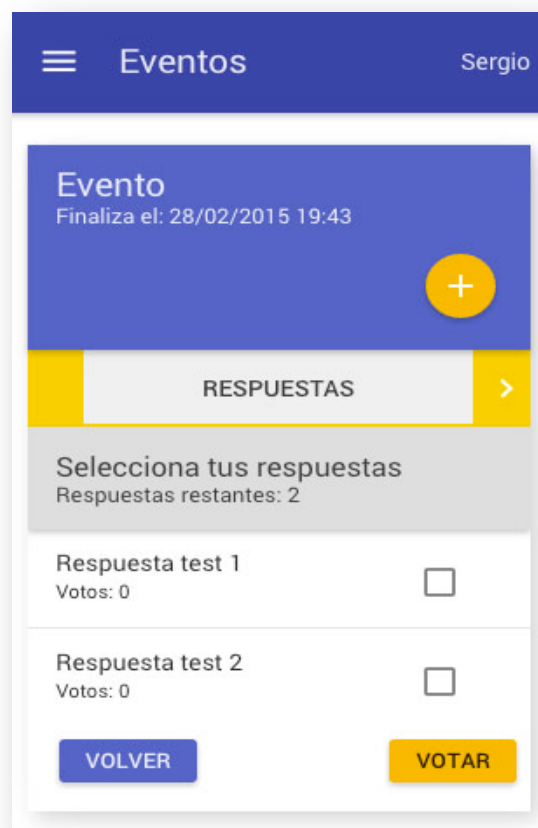 Eventos
Sergio
Evento
Finaliza el: 28/02/2015 19:43
RESPUESTAS
Selecciona tus respuestas
Respuestas restantes: 2
Respuesta test 1
Votos: 0
Respuesta test 2
Votos: 0
VOLVER
VOTAR